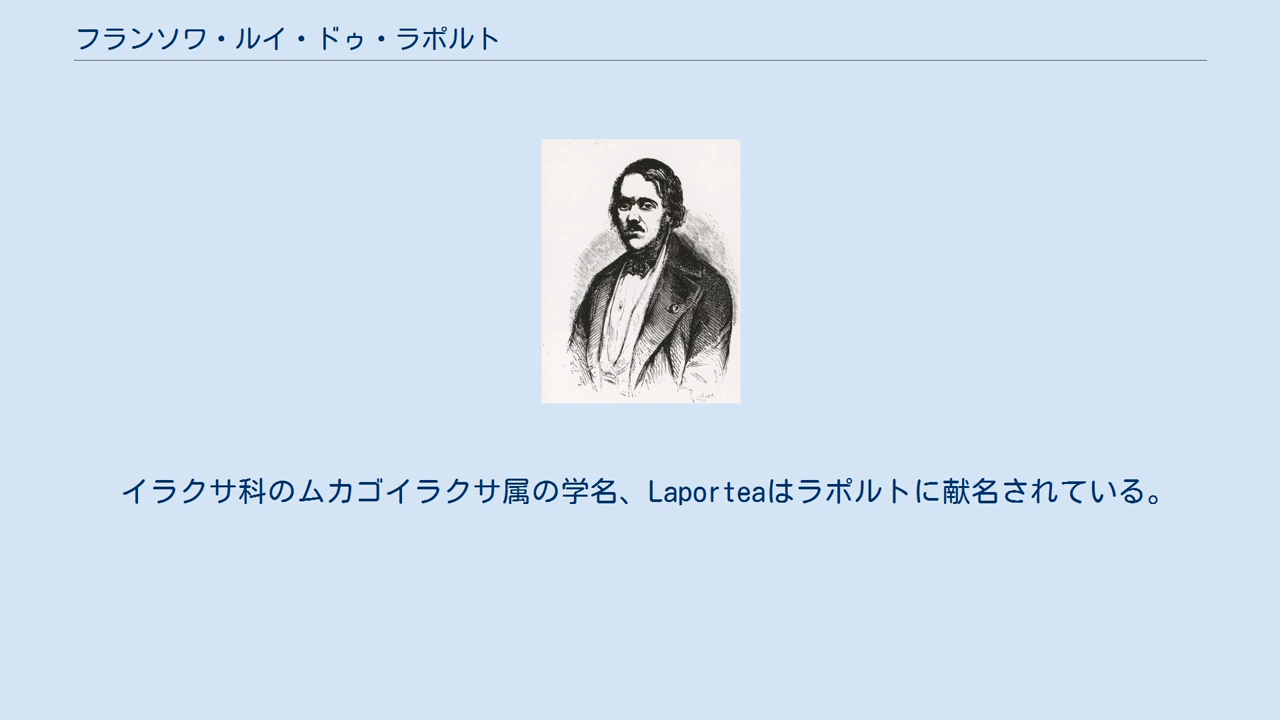 フランソワ・ルイ・ドゥ・ラポルト
イラクサ科のムカゴイラクサ属の学名、Laporteaはラポルトに献名されている。